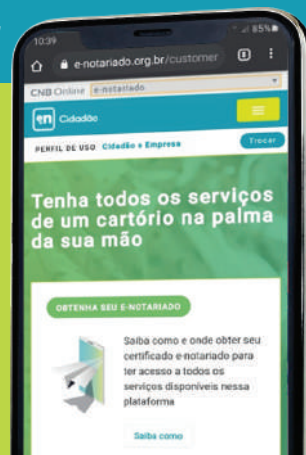 10:39
85%
e-notariado.org.br/customer
CNB Online e-notariado
en Cidadão
PERFIL DE USO Cidadão e Empresa Trocar
Tenha todos os serviços
de um cartório na palma
da sua mão
OBTENHA SEU E-NOTARIADO
Saiba como e onde obter seu
certificado e-notariado para
ter acesso a todos os
serviços disponíveis nessa
plataforma
Saiba como